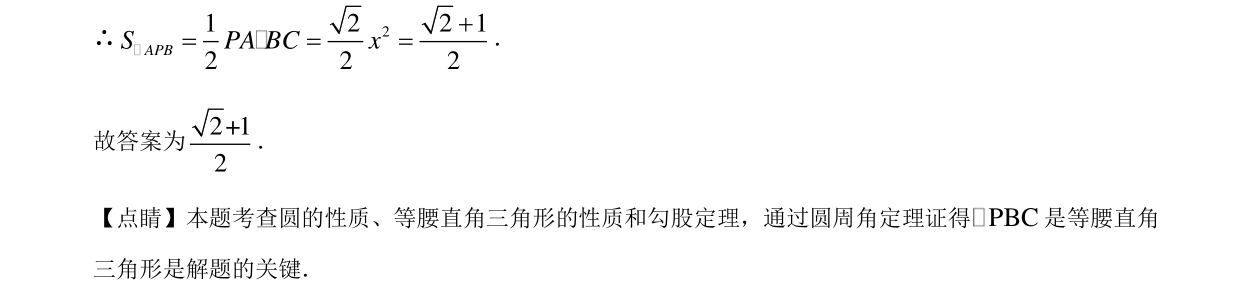 ∴ S▯APB = 1/2 PA▯BC = √2/2 x² = (√2+1)/2 .
故答案为 (√2+1)/2 .
【点睛】本题考查圆的性质、等腰直角三角形的性质和勾股定理，通过圆周角定理证得▯PBC 是等腰直角
三角形是解题的关键.